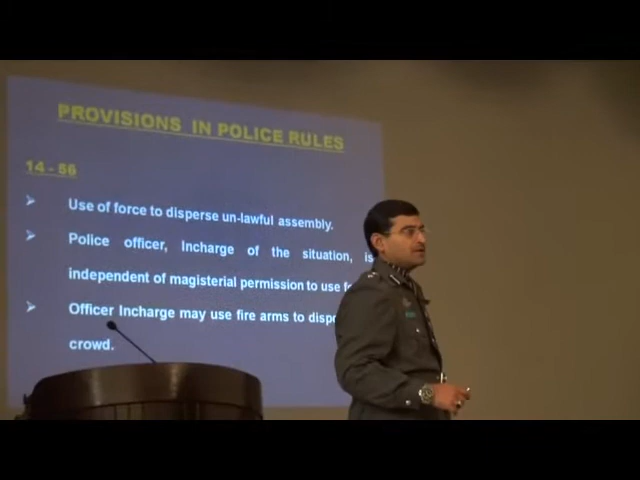 PROVISIONS IN POLICE RULES
14 - 56
Use of force to disperse un-lawful assembly.
Police officer, Incharge of the situation, is
independent of magisterial permission to use
Officer Incharge may use fire arms to
crowd.